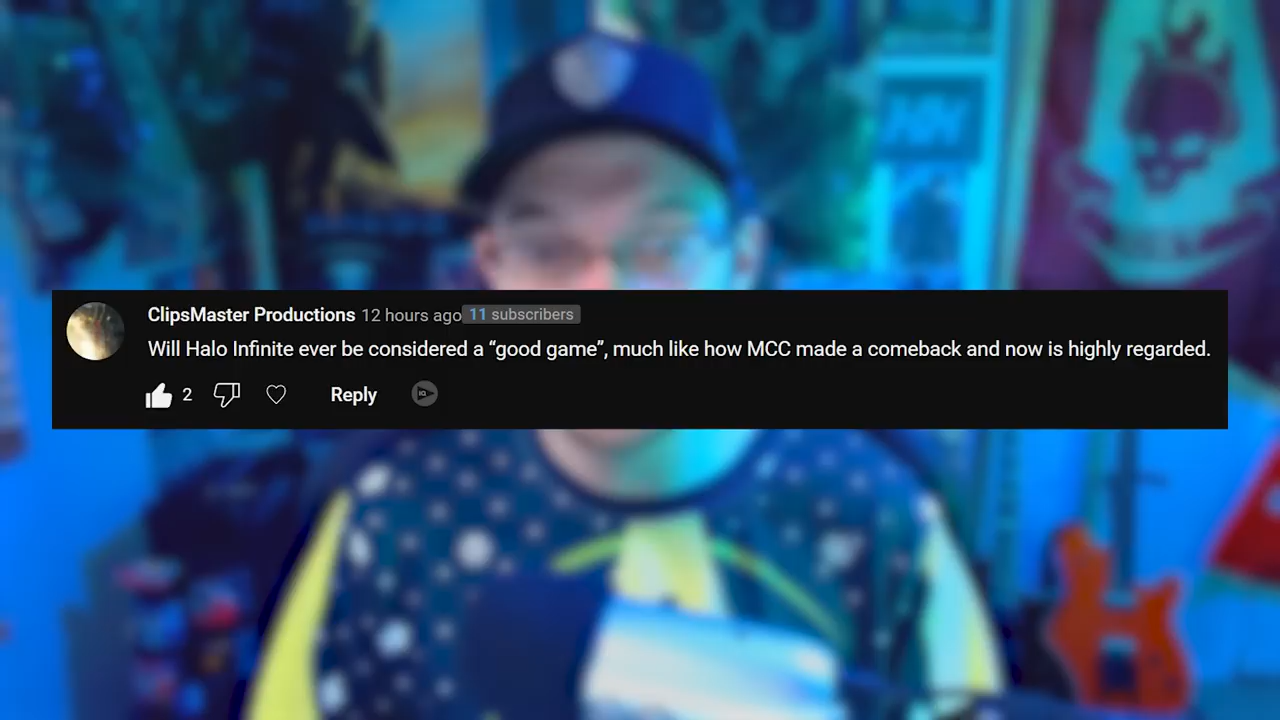 ClipsMaster Productions 12 hours ago 11 subscribers
Will Halo Infinite ever be considered a “good game”, much like how MCC made a comeback and now is highly regarded.
2 Reply